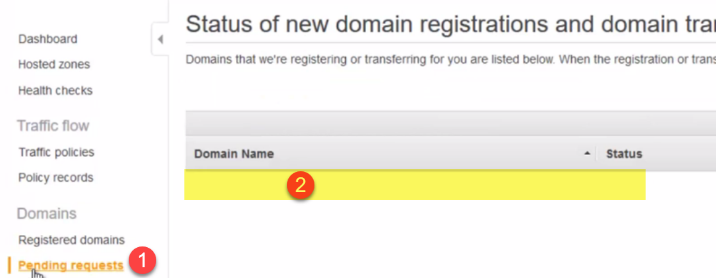 Status of new domain registrations and domain
Dashboard
Hosted zones
Domains that we're registering or transferring for you are listed below. When the registration or
Health checks
Traffic flow
Traffic policies
Domain Name
Status
Policy records
2
Domains
Registered domains
Pending requests
1